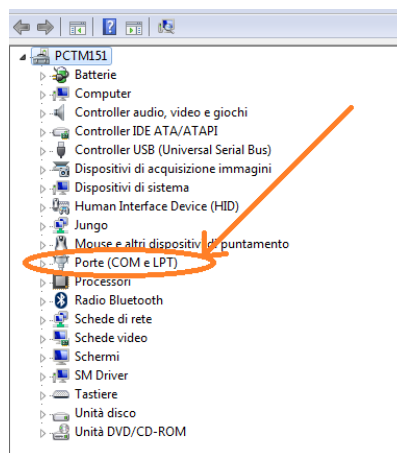 PCTM151
Batterie
Computer
Controller audio, video e giochi
Controller IDE ATA/ATAPI
Controller USB (Universal Serial Bus)
Dispositivi di acquisizione immagini
Dispositivi di sistema
Human Interface Device (HID)
Jungo
Mouse e altri dispositivi di puntamento
Porte (COM e LPT)
Processori
Radio Bluetooth
Schede di rete
Schede video
Schermi
SM Driver
Tastiere
Unità disco
Unità DVD/CD-ROM